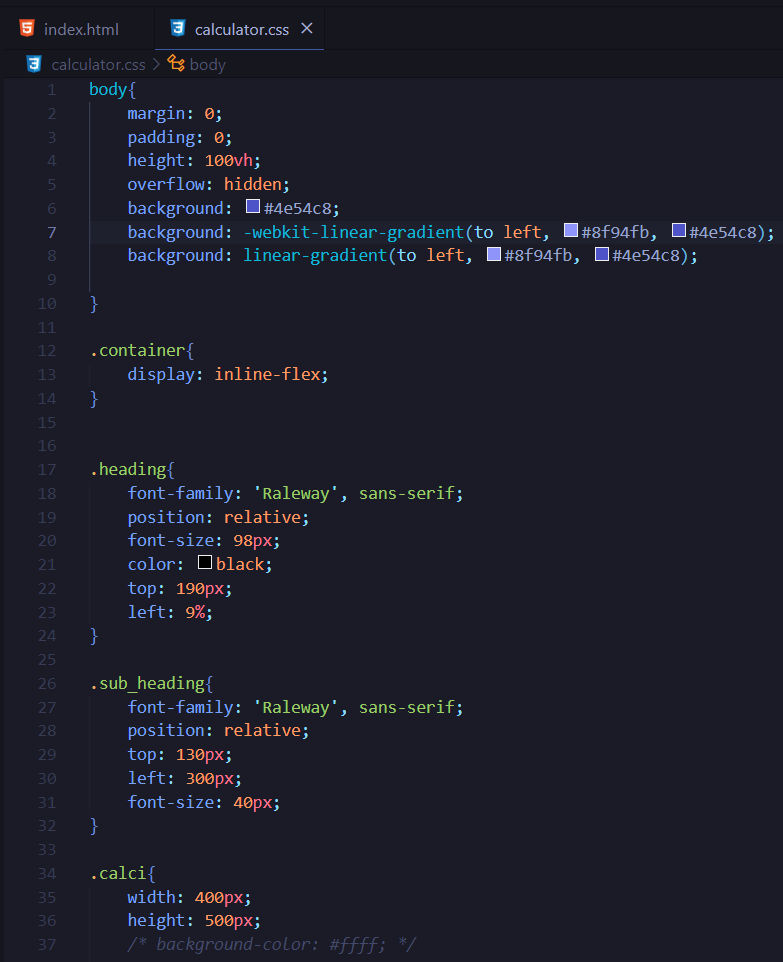 index.html calculator.css
calculator.css > body
1 body{
2 margin: 0;
3 padding: 0;
4 height: 100vh;
5 overflow: hidden;
6 background: #4e54c8;
7 background: -webkit-linear-gradient(to left, #8f94fb, #4e54c8);
8 background: linear-gradient(to left, #8f94fb, #4e54c8);
9
10 }
11
12 .container{
13 display: inline-flex;
14 }
15
16
17 .heading{
18 font-family: 'Raleway', sans-serif;
19 position: relative;
20 font-size: 98px;
21 color: black;
22 top: 190px;
23 left: 9%;
24 }
25
26 .sub_heading{
27 font-family: 'Raleway', sans-serif;
28 position: relative;
29 top: 130px;
30 left: 300px;
31 font-size: 40px;
32 }
33
34 .calci{
35 width: 400px;
36 height: 500px;
37 /* background-color: #ffff; */